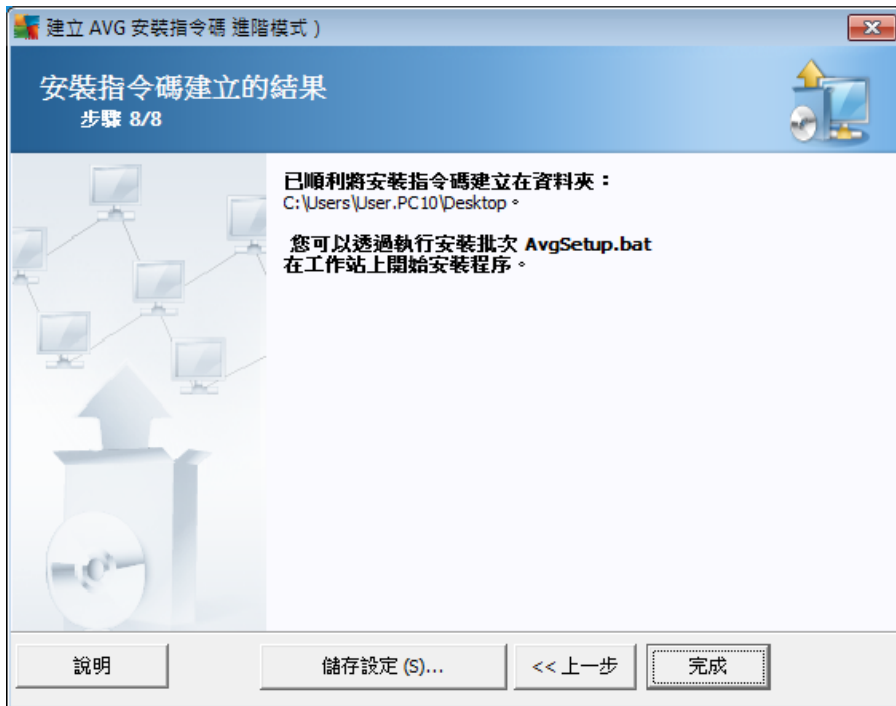 建立 AVG 安裝指令碼 進階模式 )
安裝指令碼建立的結果
步驟 8/8
已順利將安裝指令碼建立在資料夾：
C:\Users\User.PC10\Desktop。
您可以透過執行安裝批次 AvgSetup.bat
在工作站上開始安裝程序。
說明
儲存設定 (S)...
<< 上一步
完成